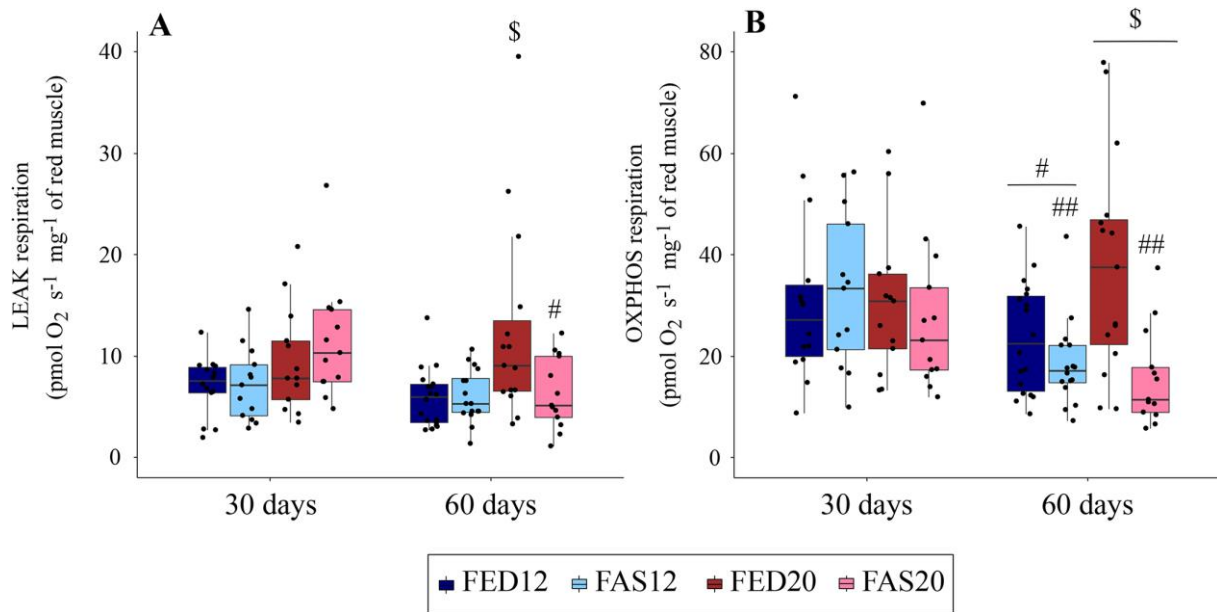 A
LEAK respiration
(pmol O₂ s⁻¹ mg⁻¹ of red muscle)
40
30
20
10
0
$
#
30 days
60 days
B
OXPHOS respiration
(pmol O₂ s⁻¹ mg⁻¹ of red muscle)
80
60
40
20
0
$
#
##
##
30 days
60 days
FED12 FAS12 FED20 FAS20